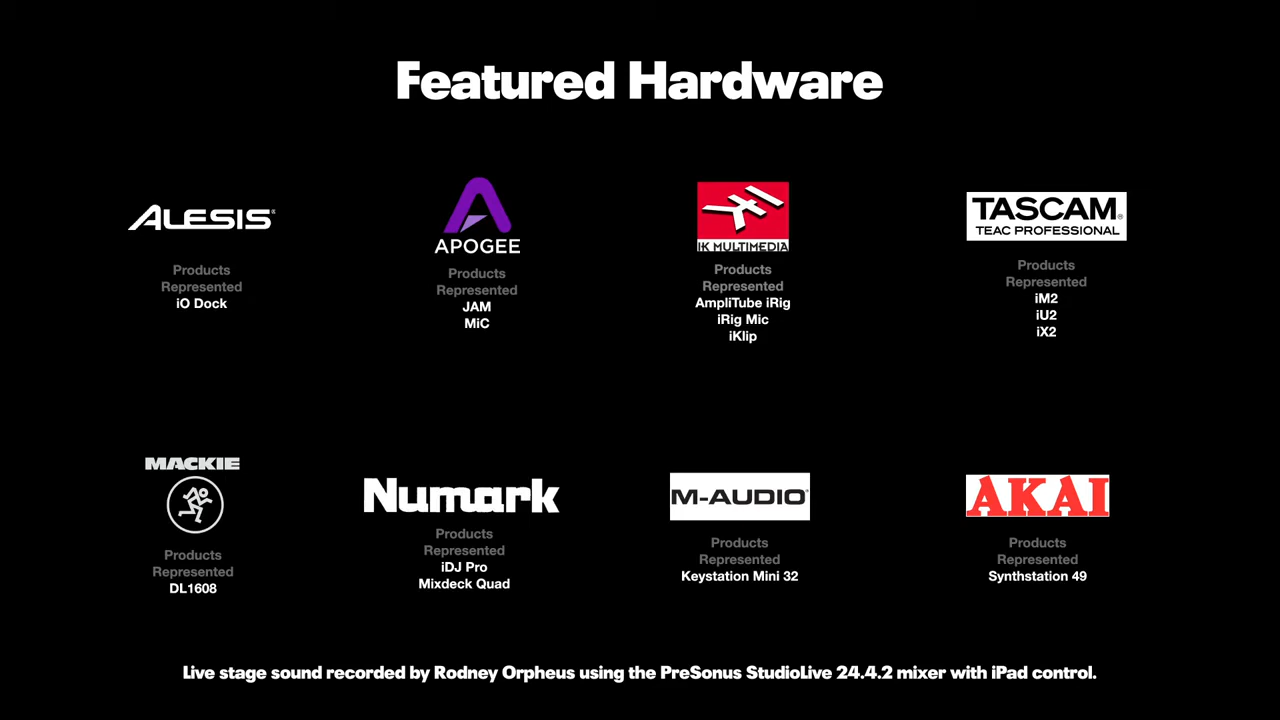 Featured Hardware
ALESIS®
Products
Represented
iO Dock
APOGEE
Products
Represented
JAM
MiC
IK MULTIMEDIA
Products
Represented
AmpliTube iRig
iRig Mic
iKlip
TASCAM®
TEAC PROFESSIONAL
Products
Represented
iM2
iU2
iX2
MACKIE
Products
Represented
DL1608
Numark
Products
Represented
iDJ Pro
Mixdeck Quad
M-AUDIO®
Products
Represented
Keystation Mini 32
AKAI
Products
Represented
Synthstation 49
Live stage sound recorded by Rodney Orpheus using the PreSonus StudioLive 24.4.2 mixer with iPad control.